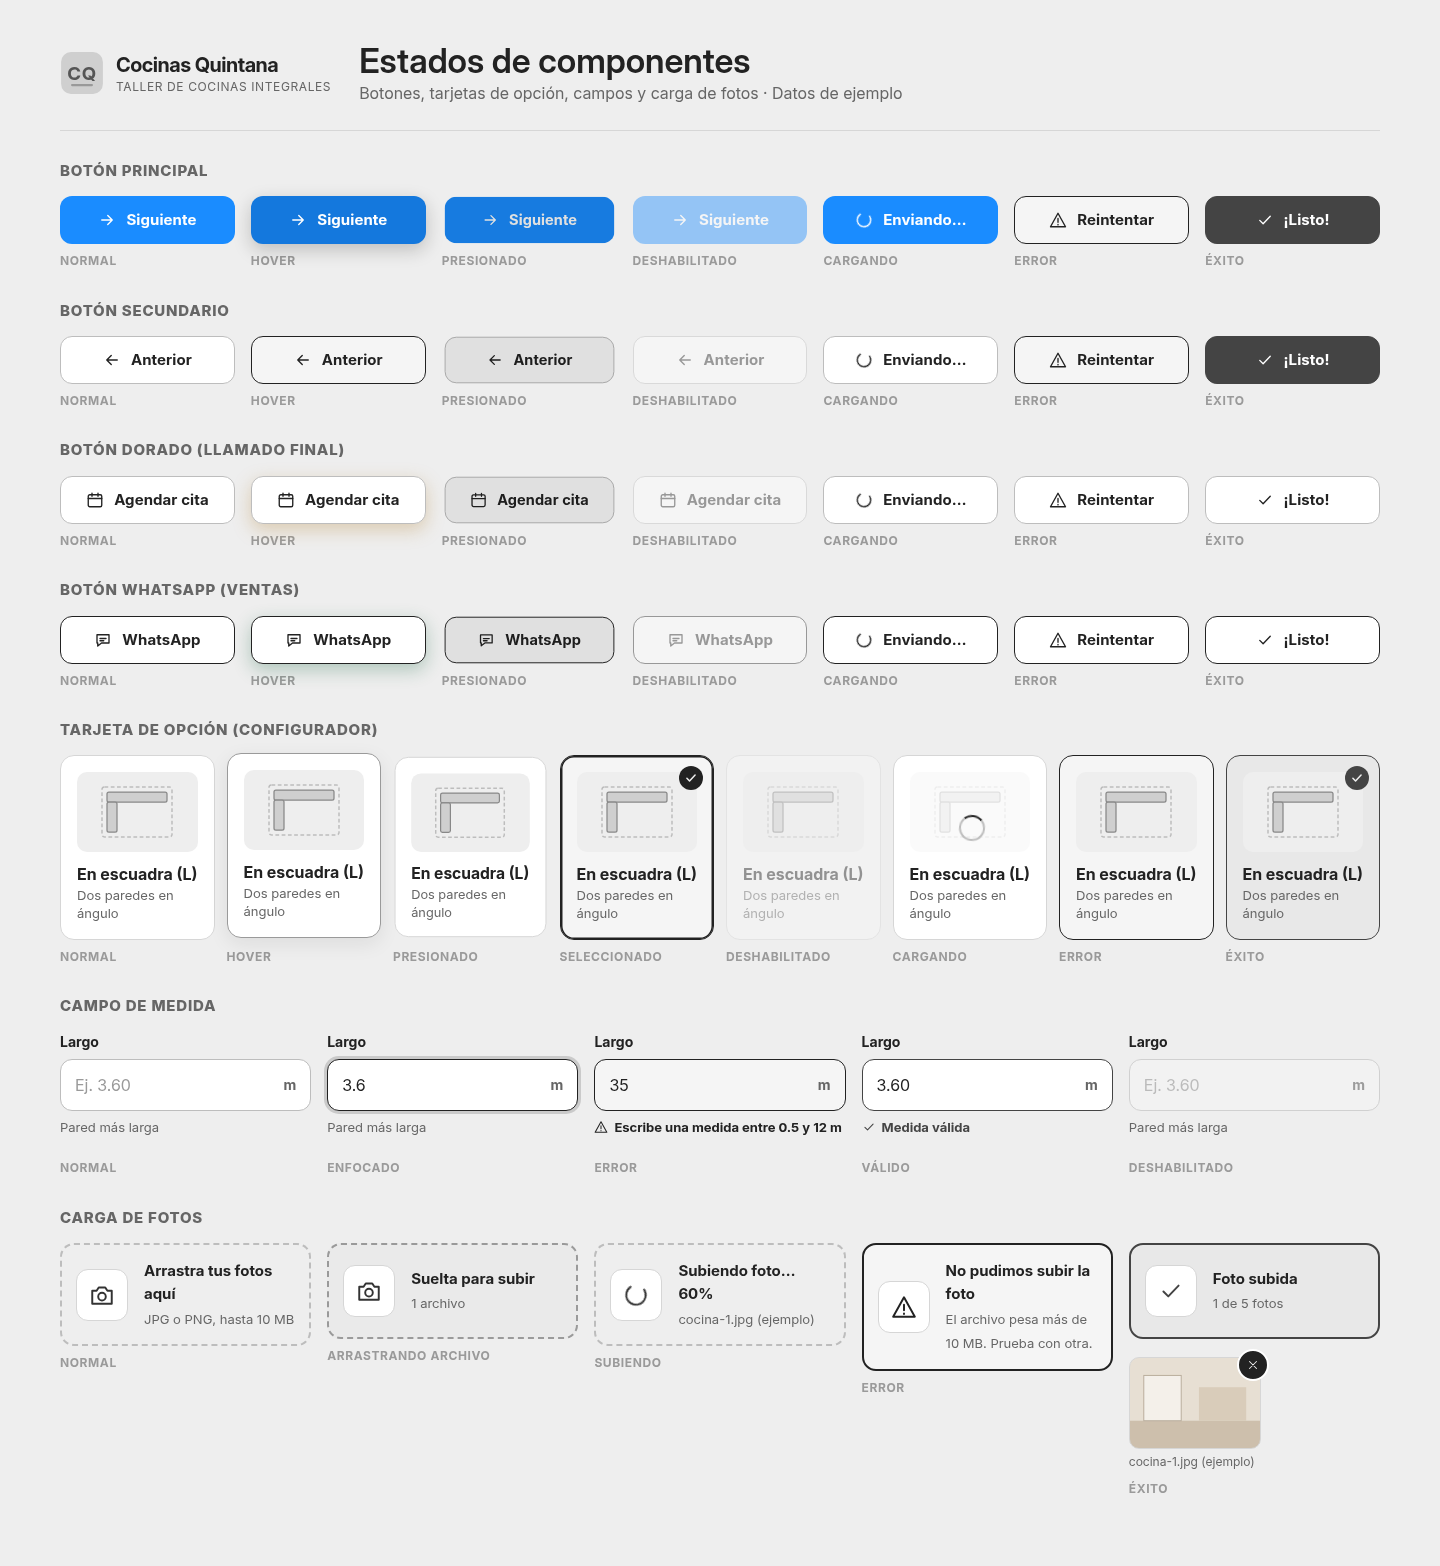 CQ
Cocinas Quintana
TALLER DE COCINAS INTEGRALES
Estados de componentes
Botones, tarjetas de opción, campos y carga de fotos · Datos de ejemplo
BOTÓN PRINCIPAL
Siguiente
Siguiente
Siguiente
Siguiente
Enviando...
Reintentar
¡Listo!
NORMAL
HOVER
PRESIONADO
DESHABILITADO
CARGANDO
ERROR
ÉXITO
BOTÓN SECUNDARIO
Anterior
Anterior
Anterior
Anterior
Enviando...
Reintentar
¡Listo!
NORMAL
HOVER
PRESIONADO
DESHABILITADO
CARGANDO
ERROR
ÉXITO
BOTÓN DORADO (LLAMADO FINAL)
Agendar cita
Agendar cita
Agendar cita
Agendar cita
Enviando...
Reintentar
¡Listo!
NORMAL
HOVER
PRESIONADO
DESHABILITADO
CARGANDO
ERROR
ÉXITO
BOTÓN WHATSAPP (VENTAS)
WhatsApp
WhatsApp
WhatsApp
WhatsApp
Enviando...
Reintentar
¡Listo!
NORMAL
HOVER
PRESIONADO
DESHABILITADO
CARGANDO
ERROR
ÉXITO
TARJETA DE OPCIÓN (CONFIGURADOR)
En escuadra (L)
Dos paredes en
ángulo
NORMAL
En escuadra (L)
Dos paredes en
ángulo
HOVER
En escuadra (L)
Dos paredes en
ángulo
PRESIONADO
En escuadra (L)
Dos paredes en
ángulo
SELECCIONADO
En escuadra (L)
Dos paredes en
ángulo
DESHABILITADO
En escuadra (L)
Dos paredes en
ángulo
CARGANDO
En escuadra (L)
Dos paredes en
ángulo
ERROR
En escuadra (L)
Dos paredes en
ángulo
ÉXITO
CAMPO DE MEDIDA
Largo
Ej. 3.60 m
Pared más larga
NORMAL
Largo
3.6 m
Pared más larga
ENFOCADO
Largo
35 m
Escribe una medida entre 0.5 y 12 m
ERROR
Largo
3.60 m
Medida válida
VÁLIDO
Largo
Ej. 3.60 m
Pared más larga
DESHABILITADO
CARGA DE FOTOS
Arrastra tus fotos
aquí
JPG o PNG, hasta 10 MB
NORMAL
Suelta para subir
1 archivo
ARRASTRANDO ARCHIVO
Subiendo foto...
60%
cocina-1.jpg (ejemplo)
SUBIENDO
No pudimos subir la
foto
El archivo pesa más de
10 MB. Prueba con otra.
ERROR
Foto subida
1 de 5 fotos
cocina-1.jpg (ejemplo)
ÉXITO